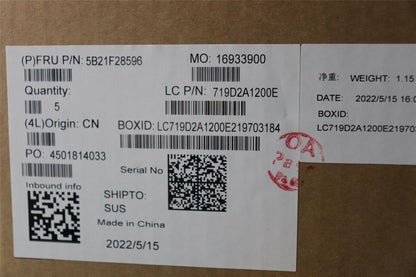 (P)FRU P/N: 5B21F28596
MO: 16933900
Quantity:
5
LC P/N: 719D2A1200E
(4L)Origin: CN
BOXID: LC719D2A1200E219703184
PO: 4501814033
Serial No
Inbound info
SHIPTO:
SUS
Made in China
2022/5/15
净重: WEIGHT: 1.15
DATE: 2022/5/15 16:0
BOXID:
LC719D2A1200E219703
QA